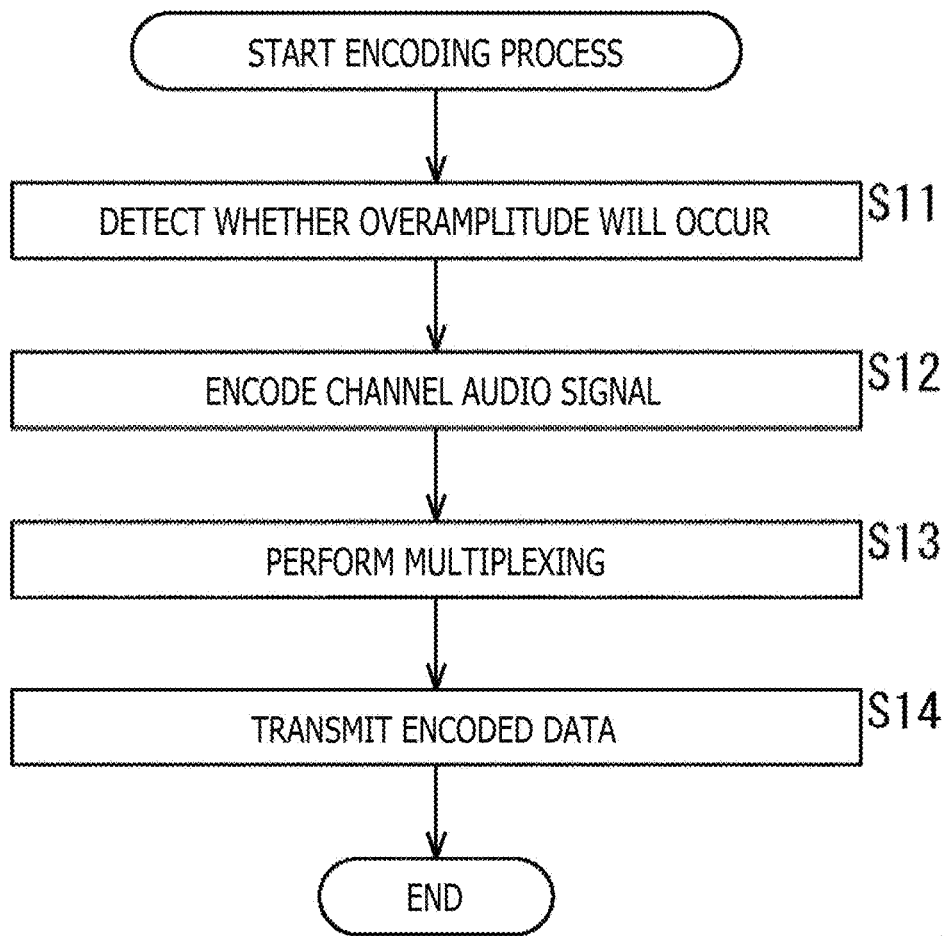 START ENCODING PROCESS
DETECT WHETHER OVERAMPLITUDE WILL OCCUR
S11
ENCODE CHANNEL AUDIO SIGNAL
S12
PERFORM MULTIPLEXING
S13
TRANSMIT ENCODED DATA
S14
END